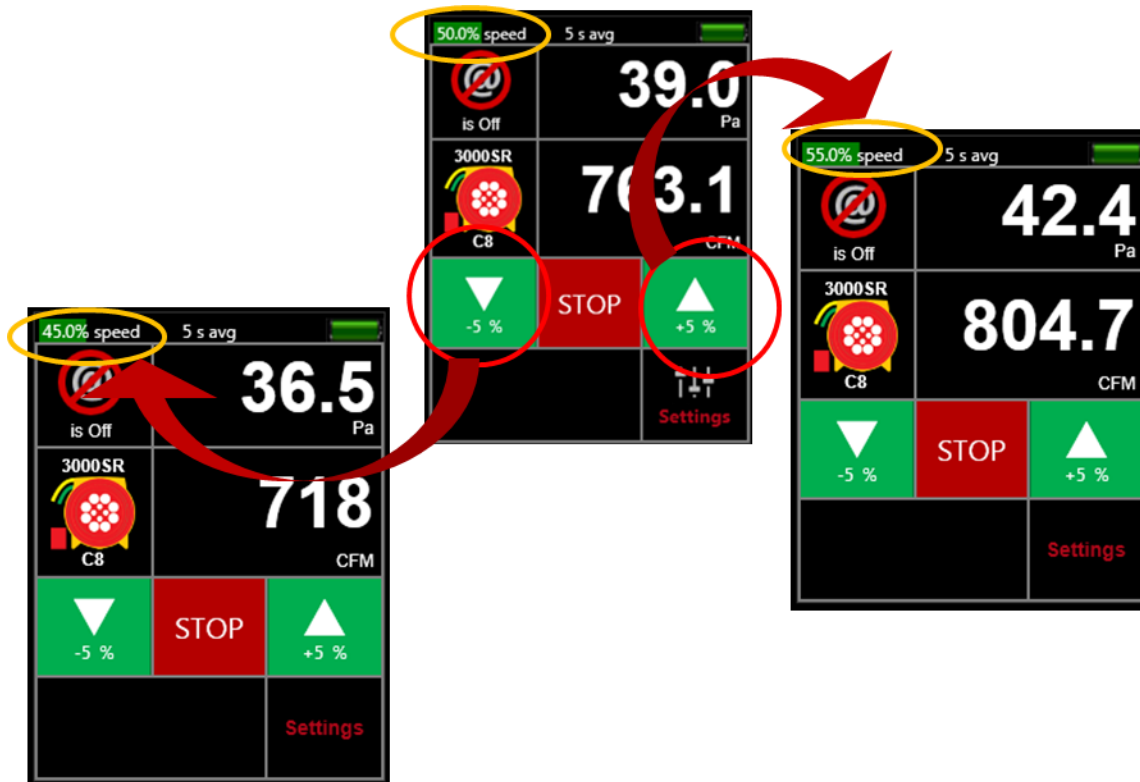 50.0% speed 5 s avg
39.0
Pa
is Off
3000SR
763.1
CFM
C8
-5 % STOP +5 %
Settings
55.0% speed 5 s avg
42.4
Pa
is Off
3000SR
804.7
CFM
C8
-5 % STOP +5 %
Settings
45.0% speed 5 s avg
36.5
Pa
is Off
3000SR
718
CFM
C8
-5 % STOP +5 %
Settings